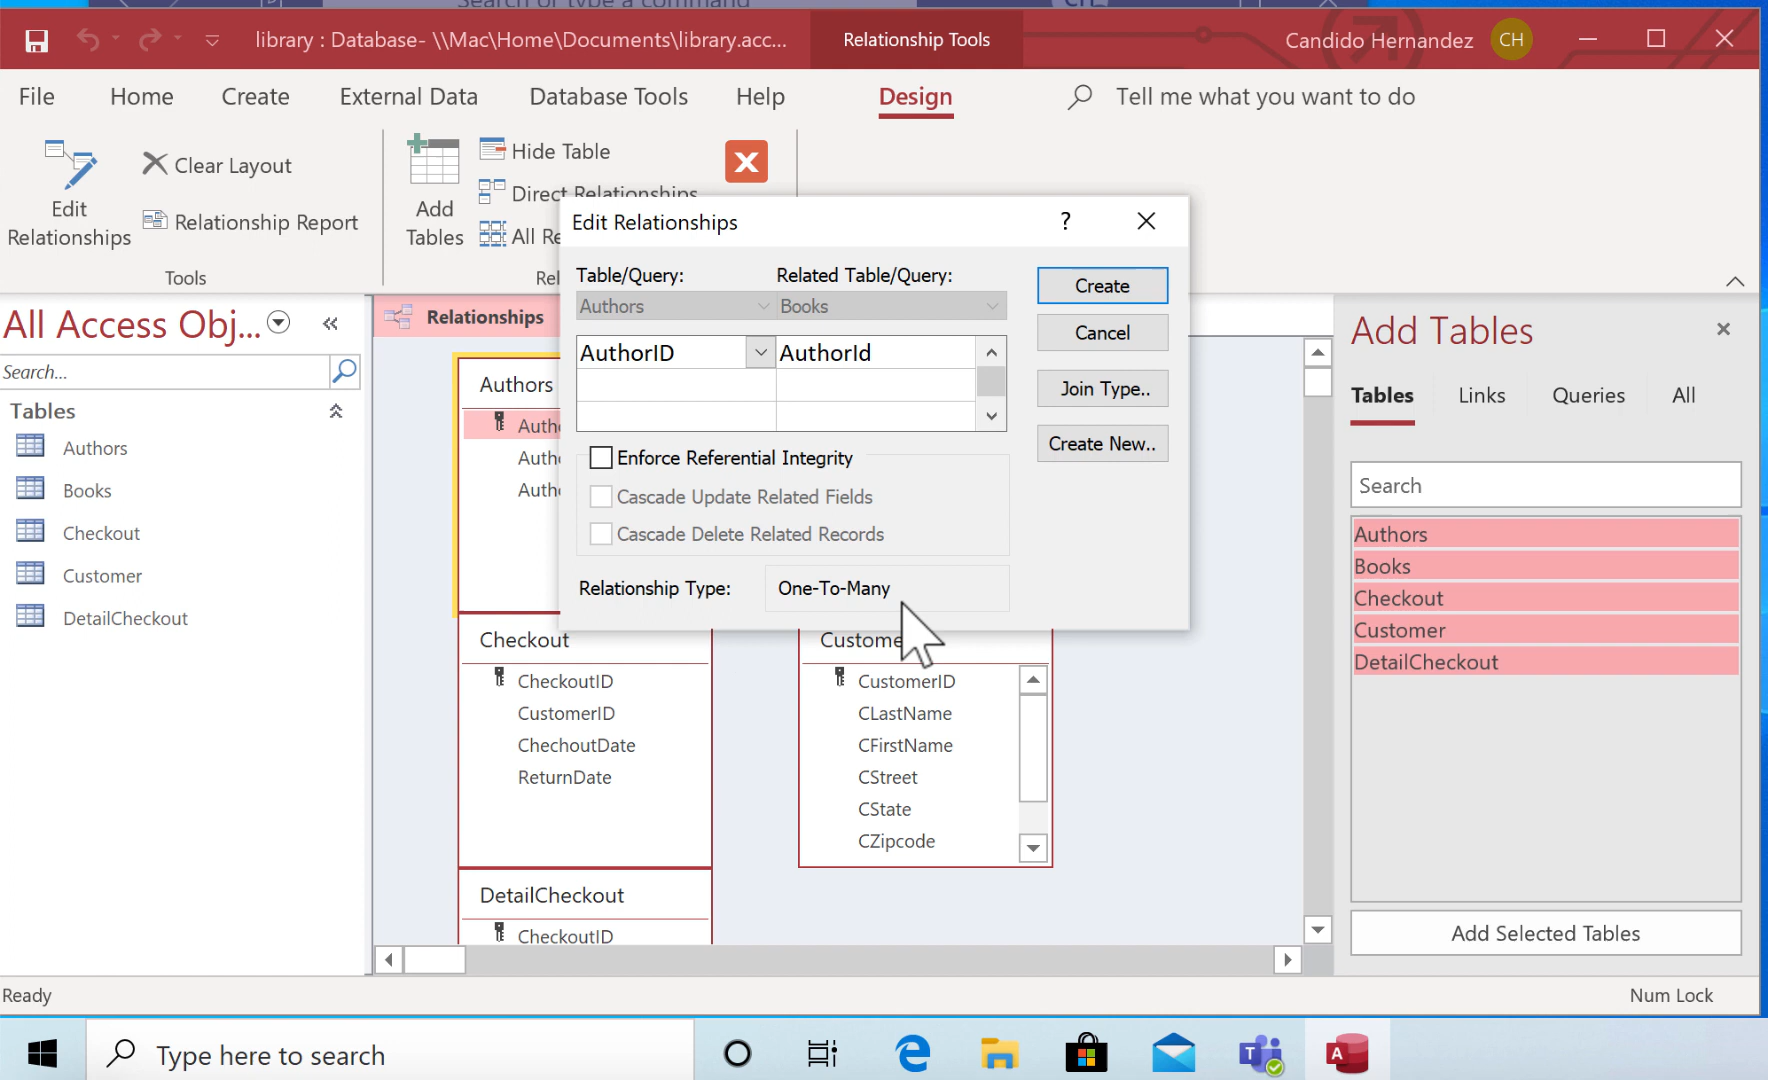 library : Database- \\Mac\Home\Documents\library.acc...
Relationship Tools
Candido Hernandez
CH
File
Home
Create
External Data
Database Tools
Help
Design
Tell me what you want to do
Edit
Relationships
Clear Layout
Relationship Report
Tools
Add
Tables
Hide Table
Direct Relationships
All Re
Rel
Edit Relationships
?
Table/Query:
Related Table/Query:
Authors
Books
AuthorID
AuthorId
Enforce Referential Integrity
Cascade Update Related Fields
Cascade Delete Related Records
Relationship Type:
One-To-Many
Create
Cancel
Join Type..
Create New..
All Access Obj...
Search...
Tables
Authors
Books
Checkout
Customer
DetailCheckout
Relationships
Authors
Auth
Auth
Auth
Checkout
CheckoutID
CustomerID
ChechoutDate
ReturnDate
Custome
CustomerID
CLastName
CFirstName
CStreet
CState
CZipcode
DetailCheckout
CheckoutID
Add Tables
Tables
Links
Queries
All
Search
Authors
Books
Checkout
Customer
DetailCheckout
Add Selected Tables
Ready
Num Lock
Type here to search